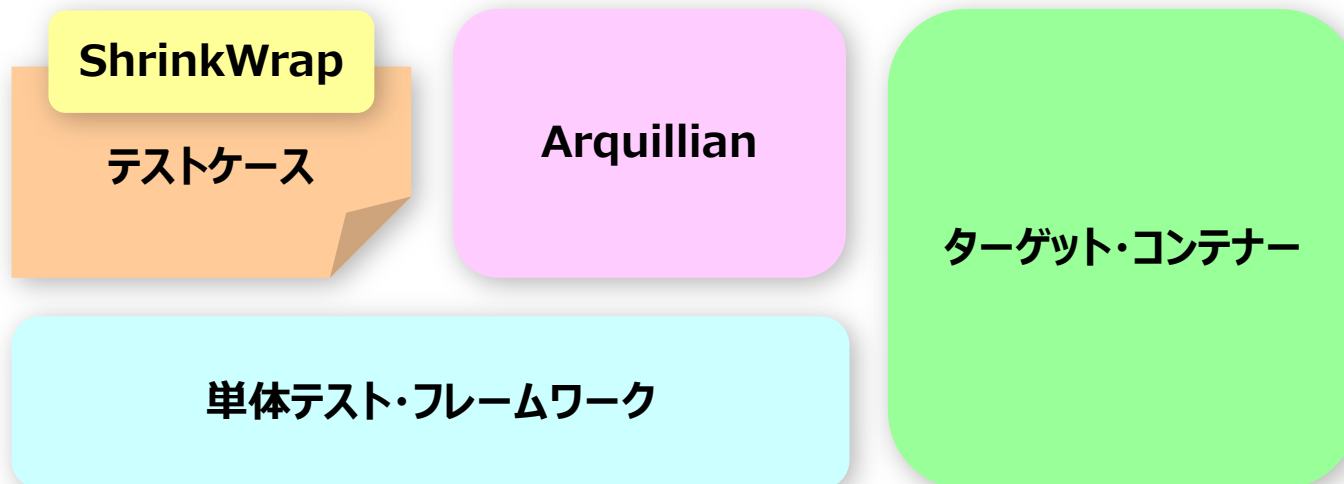 ShrinkWrap
テストケース
Arquillian
ターゲット・コンテナー
単体テスト・フレームワーク